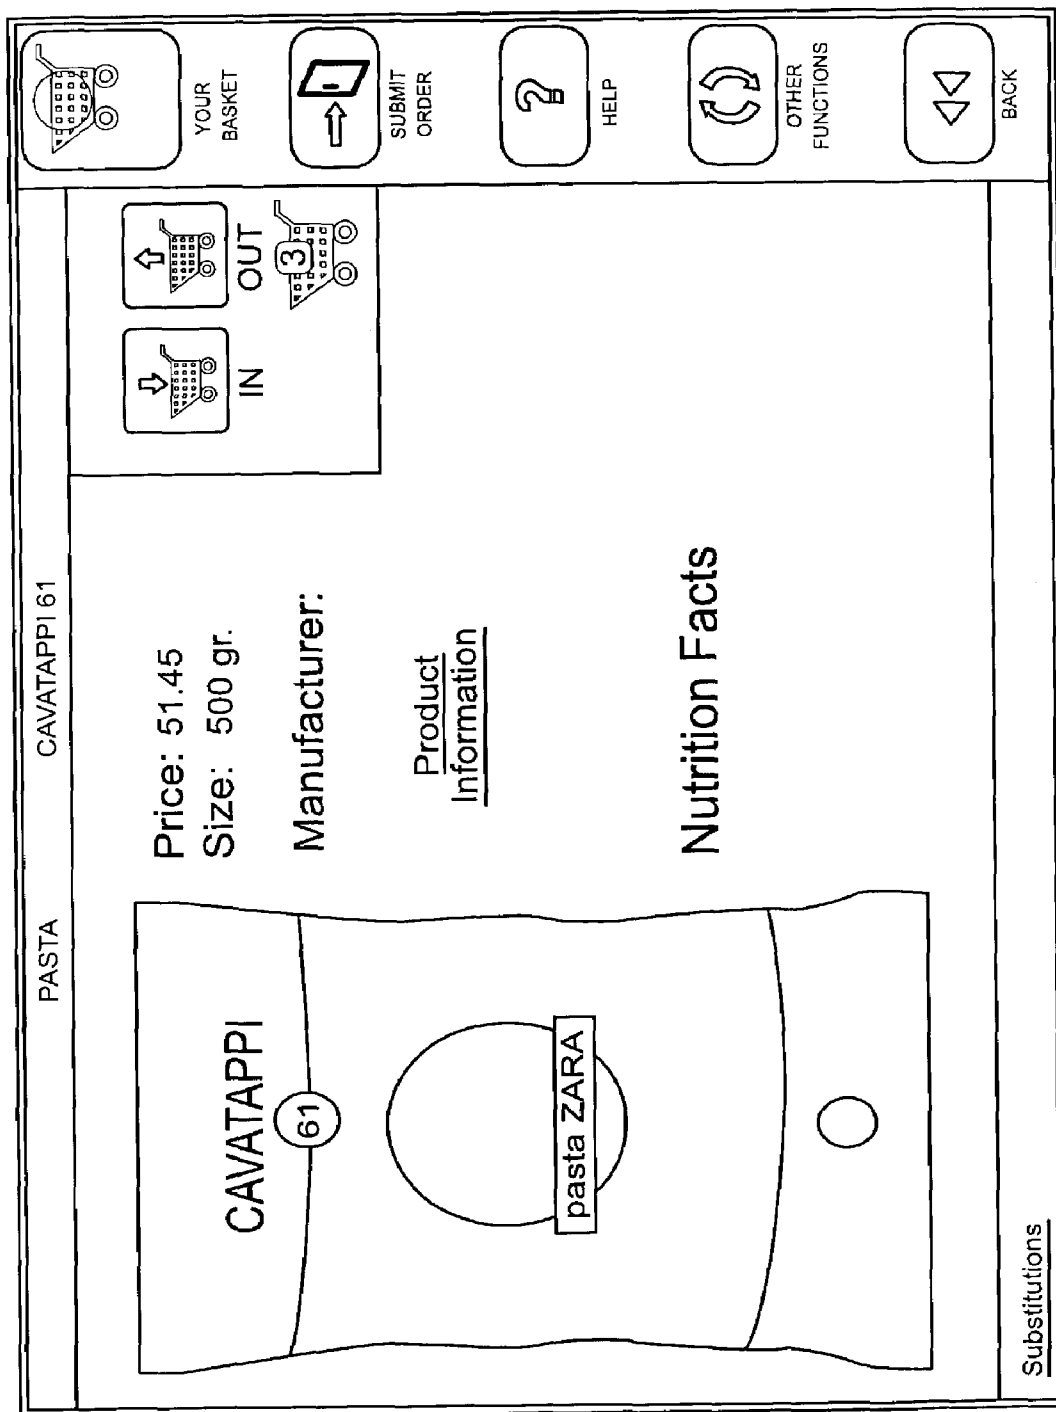 PASTA
CAVATAPPI 61
CAVATAPPI
61
pasta ZARA
Price: 51.45
Size: 500 gr.
Manufacturer:
Product
Information
Nutrition Facts
IN
OUT
3
YOUR
BASKET
SUBMIT
ORDER
?
HELP
OTHER
FUNCTIONS
BACK
Substitutions